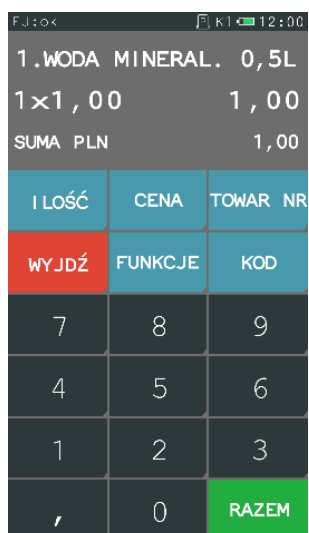 FJ:ok K1 12:00
1.WODA MINERAL. 0,5L
1x1,00 1,00
SUMA PLN 1,00
ILOŚĆ CENA TOWAR NR
WYJDŹ FUNKCJE KOD
7 8 9
4 5 6
1 2 3
, 0 RAZEM